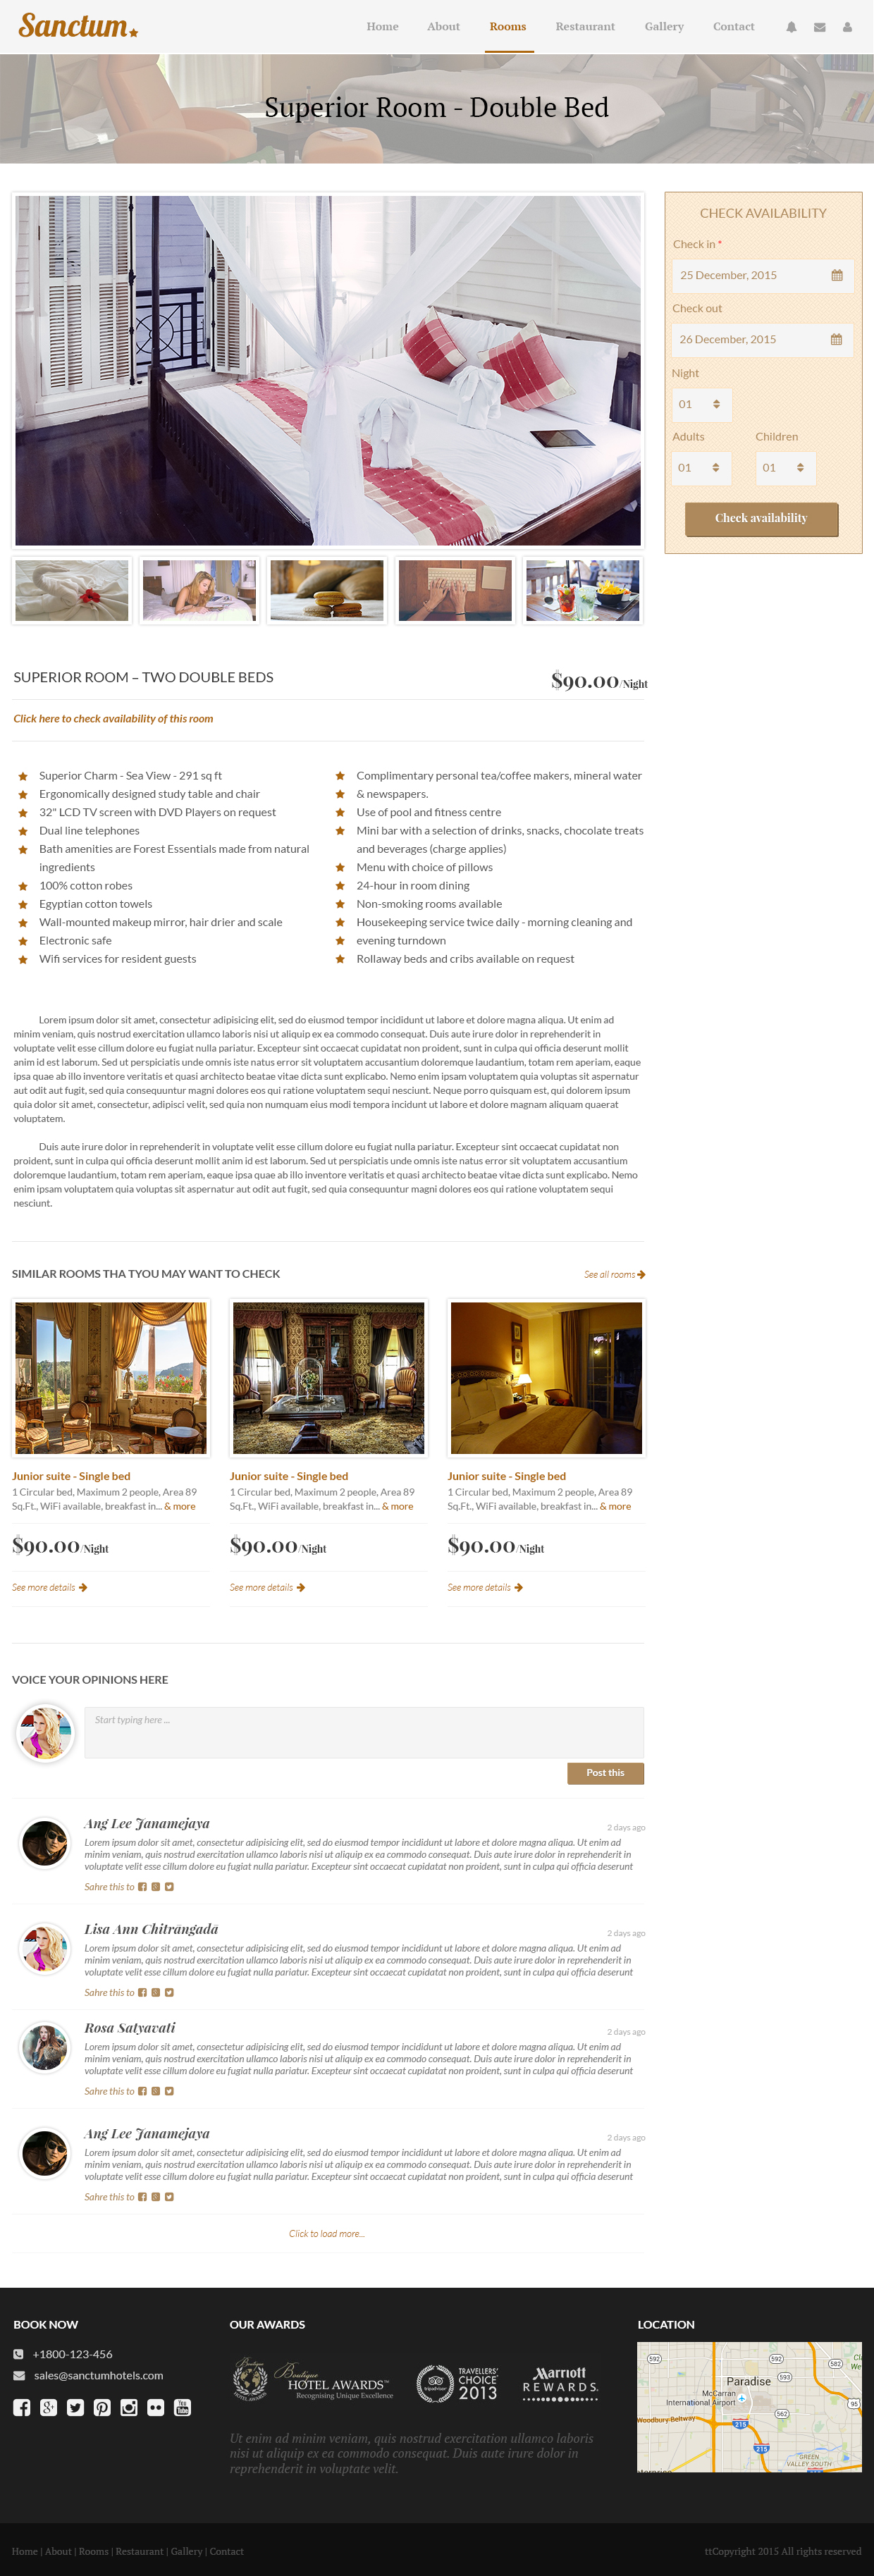 Sanctum
Home About Rooms Restaurant Gallery Contact
Superior Room - Double Bed
CHECK AVAILABILITY
Check in *
25 December, 2015
Check out
26 December, 2015
Night
01
Adults Children
01 01
Check availability
SUPERIOR ROOM – TWO DOUBLE BEDS
$90.00/Night
Click here to check availability of this room
Superior Charm - Sea View - 291 sq ft
Ergonomically designed study table and chair
32" LCD TV screen with DVD Players on request
Dual line telephones
Bath amenities are Forest Essentials made from natural
ingredients
100% cotton robes
Egyptian cotton towels
Wall-mounted makeup mirror, hair drier and scale
Electronic safe
Wifi services for resident guests
Complimentary personal tea/coffee makers, mineral water
& newspapers.
Use of pool and fitness centre
Mini bar with a selection of drinks, snacks, chocolate treats
and beverages (charge applies)
Menu with choice of pillows
24-hour in room dining
Non-smoking rooms available
Housekeeping service twice daily - morning cleaning and
evening turndown
Rollaway beds and cribs available on request
Lorem ipsum dolor sit amet, consectetur adipisicing elit, sed do eiusmod tempor incididunt ut labore et dolore magna aliqua. Ut enim ad
minim veniam, quis nostrud exercitation ullamco laboris nisi ut aliquip ex ea commodo consequat. Duis aute irure dolor in reprehenderit in
voluptate velit esse cillum dolore eu fugiat nulla pariatur. Excepteur sint occaecat cupidatat non proident, sunt in culpa qui officia deserunt mollit
anim id est laborum. Sed ut perspiciatis unde omnis iste natus error sit voluptatem accusantium doloremque laudantium, totam rem aperiam, eaque
ipsa quae ab illo inventore veritatis et quasi architecto beatae vitae dicta sunt explicabo. Nemo enim ipsam voluptatem quia voluptas sit aspernatur
aut odit aut fugit, sed quia consequuntur magni dolores eos qui ratione voluptatem sequi nesciunt. Neque porro quisquam est, qui dolorem ipsum
quia dolor sit amet, consectetur, adipisci velit, sed quia non numquam eius modi tempora incidunt ut labore et dolore magnam aliquam quaerat
voluptatem.
Duis aute irure dolor in reprehenderit in voluptate velit esse cillum dolore eu fugiat nulla pariatur. Excepteur sint occaecat cupidatat non
proident, sunt in culpa qui officia deserunt mollit anim id est laborum. Sed ut perspiciatis unde omnis iste natus error sit voluptatem accusantium
doloremque laudantium, totam rem aperiam, eaque ipsa quae ab illo inventore veritatis et quasi architecto beatae vitae dicta sunt explicabo. Nemo
enim ipsam voluptatem quia voluptas sit aspernatur aut odit aut fugit, sed quia consequuntur magni dolores eos qui ratione voluptatem sequi
nesciunt.
SIMILAR ROOMS THA TYOU MAY WANT TO CHECK
See all rooms
Junior suite - Single bed
1 Circular bed, Maximum 2 people, Area 89
Sq.Ft., WiFi available, breakfast in... & more
$90.00/Night
See more details
Junior suite - Single bed
1 Circular bed, Maximum 2 people, Area 89
Sq.Ft., WiFi available, breakfast in... & more
$90.00/Night
See more details
Junior suite - Single bed
1 Circular bed, Maximum 2 people, Area 89
Sq.Ft., WiFi available, breakfast in... & more
$90.00/Night
See more details
VOICE YOUR OPINIONS HERE
Start typing here ...
Post this
Ang Lee Janamejaya
2 days ago
Lorem ipsum dolor sit amet, consectetur adipisicing elit, sed do eiusmod tempor incididunt ut labore et dolore magna aliqua. Ut enim ad
minim veniam, quis nostrud exercitation ullamco laboris nisi ut aliquip ex ea commodo consequat. Duis aute irure dolor in reprehenderit in
voluptate velit esse cillum dolore eu fugiat nulla pariatur. Excepteur sint occaecat cupidatat non proident, sunt in culpa qui officia deserunt
Sahre this to
Lisa Ann Chitrāngadā
2 days ago
Lorem ipsum dolor sit amet, consectetur adipisicing elit, sed do eiusmod tempor incididunt ut labore et dolore magna aliqua. Ut enim ad
minim veniam, quis nostrud exercitation ullamco laboris nisi ut aliquip ex ea commodo consequat. Duis aute irure dolor in reprehenderit in
voluptate velit esse cillum dolore eu fugiat nulla pariatur. Excepteur sint occaecat cupidatat non proident, sunt in culpa qui officia deserunt
Sahre this to
Rosa Satyavati
2 days ago
Lorem ipsum dolor sit amet, consectetur adipisicing elit, sed do eiusmod tempor incididunt ut labore et dolore magna aliqua. Ut enim ad
minim veniam, quis nostrud exercitation ullamco laboris nisi ut aliquip ex ea commodo consequat. Duis aute irure dolor in reprehenderit in
voluptate velit esse cillum dolore eu fugiat nulla pariatur. Excepteur sint occaecat cupidatat non proident, sunt in culpa qui officia deserunt
Sahre this to
Ang Lee Janamejaya
2 days ago
Lorem ipsum dolor sit amet, consectetur adipisicing elit, sed do eiusmod tempor incididunt ut labore et dolore magna aliqua. Ut enim ad
minim veniam, quis nostrud exercitation ullamco laboris nisi ut aliquip ex ea commodo consequat. Duis aute irure dolor in reprehenderit in
voluptate velit esse cillum dolore eu fugiat nulla pariatur. Excepteur sint occaecat cupidatat non proident, sunt in culpa qui officia deserunt
Sahre this to
Click to load more...
BOOK NOW
+1800-123-456
sales@sanctumhotels.com
OUR AWARDS
Boutique
HOTEL AWARDS™
Recognising Unique Excellence
tripadvisor
TRAVELLERS'
CHOICE
2013
Marriott
REWARDS.
Ut enim ad minim veniam, quis nostrud exercitation ullamco laboris
nisi ut aliquip ex ea commodo consequat. Duis aute irure dolor in
reprehenderit in voluptate velit.
LOCATION
592 592 582
593
Paradise
McCarran
International Airport
95
562
Woodbury Beltway
215
215
GREEN
VALLEY SOUTH
215
Home | About | Rooms | Restaurant | Gallery | Contact
ttCopyright 2015 All rights reserved